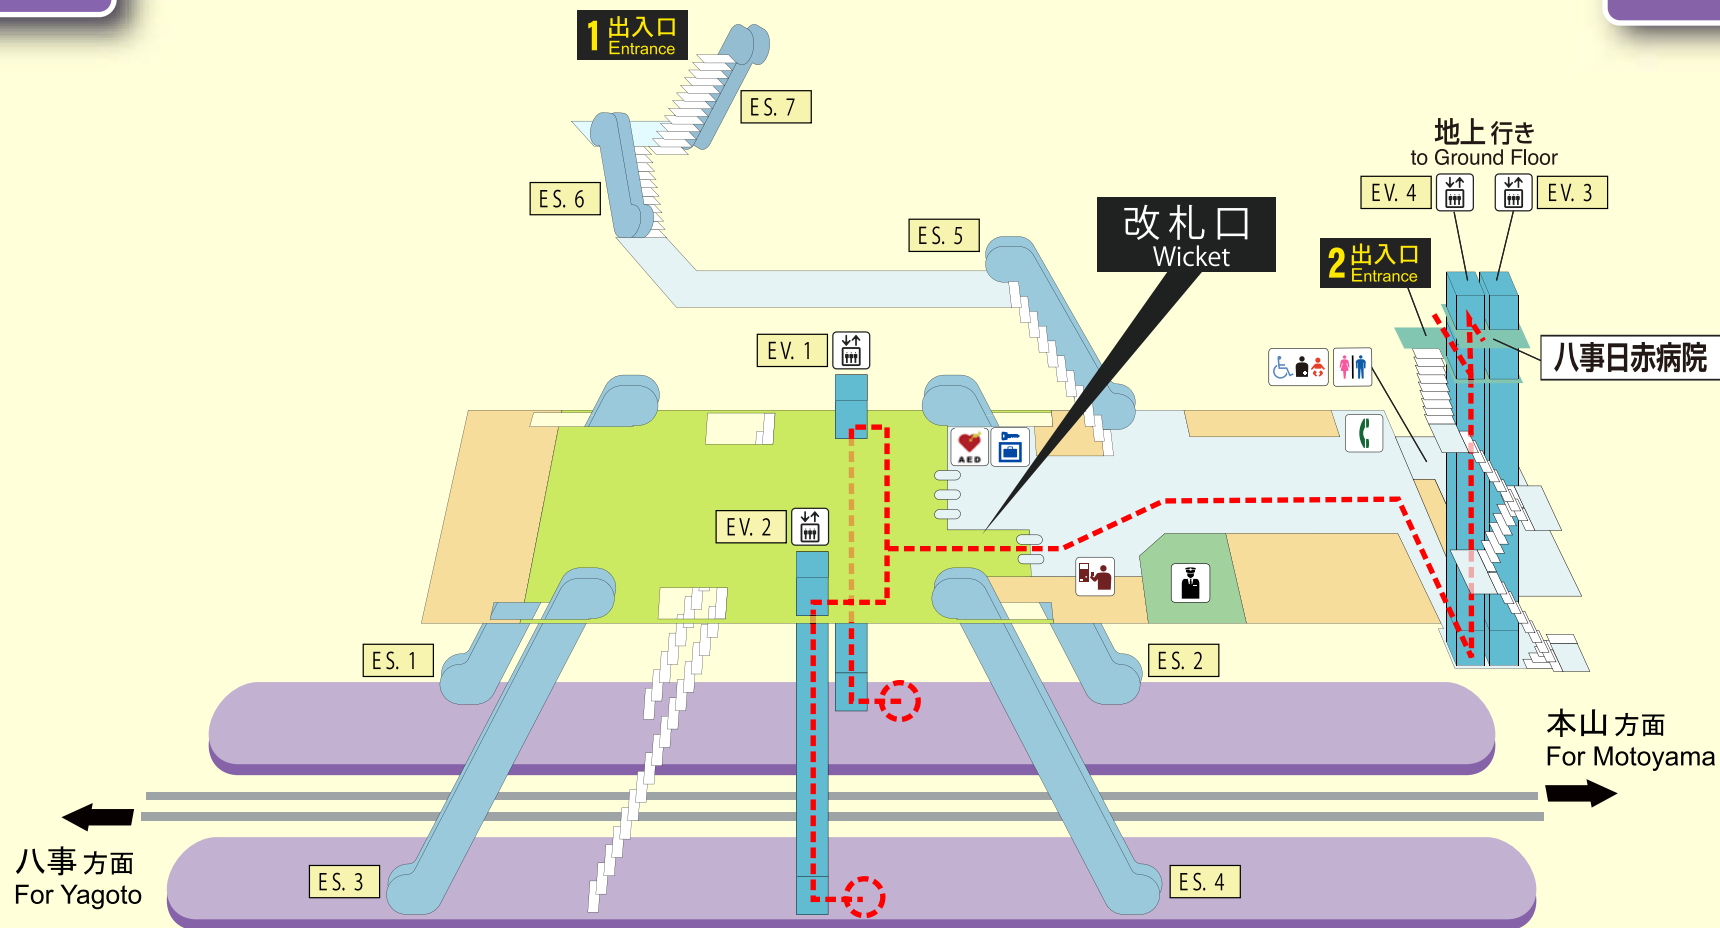 1 出入口
Entrance
ES. 7
ES. 6
ES. 5
改札口
Wicket
地上 行き
to Ground Floor
EV. 4
EV. 3
2 出入口
Entrance
八事日赤病院
EV. 1
AED
EV. 2
ES. 1
ES. 2
本山 方面
For Motoyama
八事 方面
For Yagoto
ES. 3
ES. 4